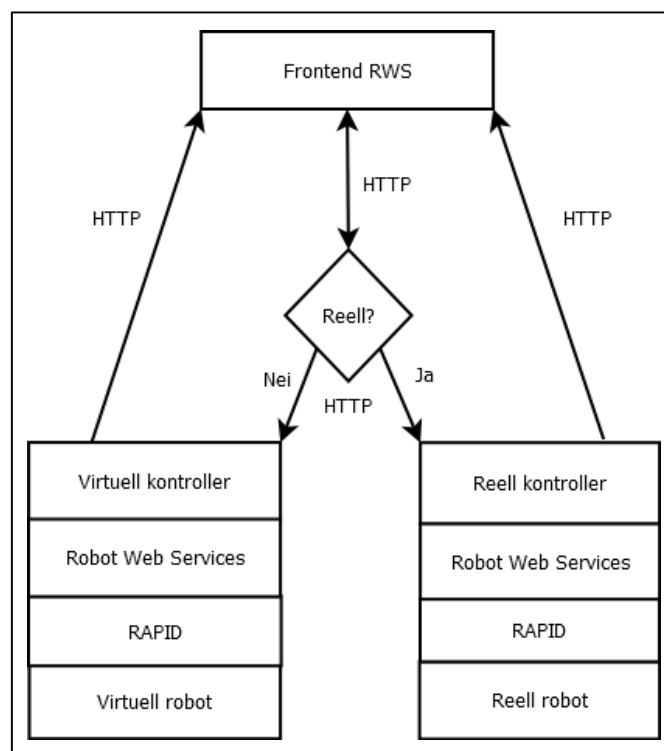 Frontend RWS
HTTP
HTTP
HTTP
Reell?
Nei
Ja
HTTP
Virtuell kontroller
Robot Web Services
RAPID
Virtuell robot
Reell kontroller
Robot Web Services
RAPID
Reell robot